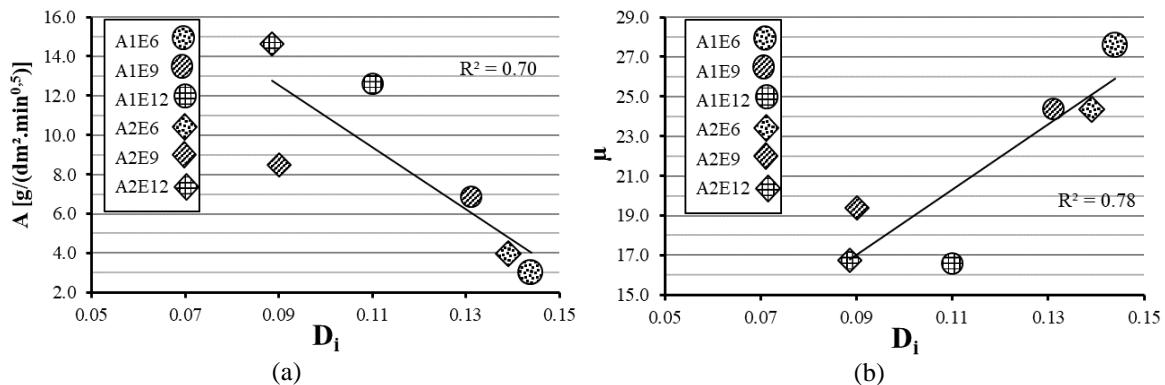 16.0
14.0
12.0
10.0
8.0
6.0
4.0
2.0
A [g/(dm².min⁰·⁵)]
A1E6
A1E9
A1E12
A2E6
A2E9
A2E12
R² = 0.70
0.05 0.07 0.09 0.11 0.13 0.15
Dᵢ
(a)
29.0
27.0
25.0
23.0
21.0
19.0
17.0
15.0
μ
A1E6
A1E9
A1E12
A2E6
A2E9
A2E12
R² = 0.78
0.05 0.07 0.09 0.11 0.13 0.15
Dᵢ
(b)